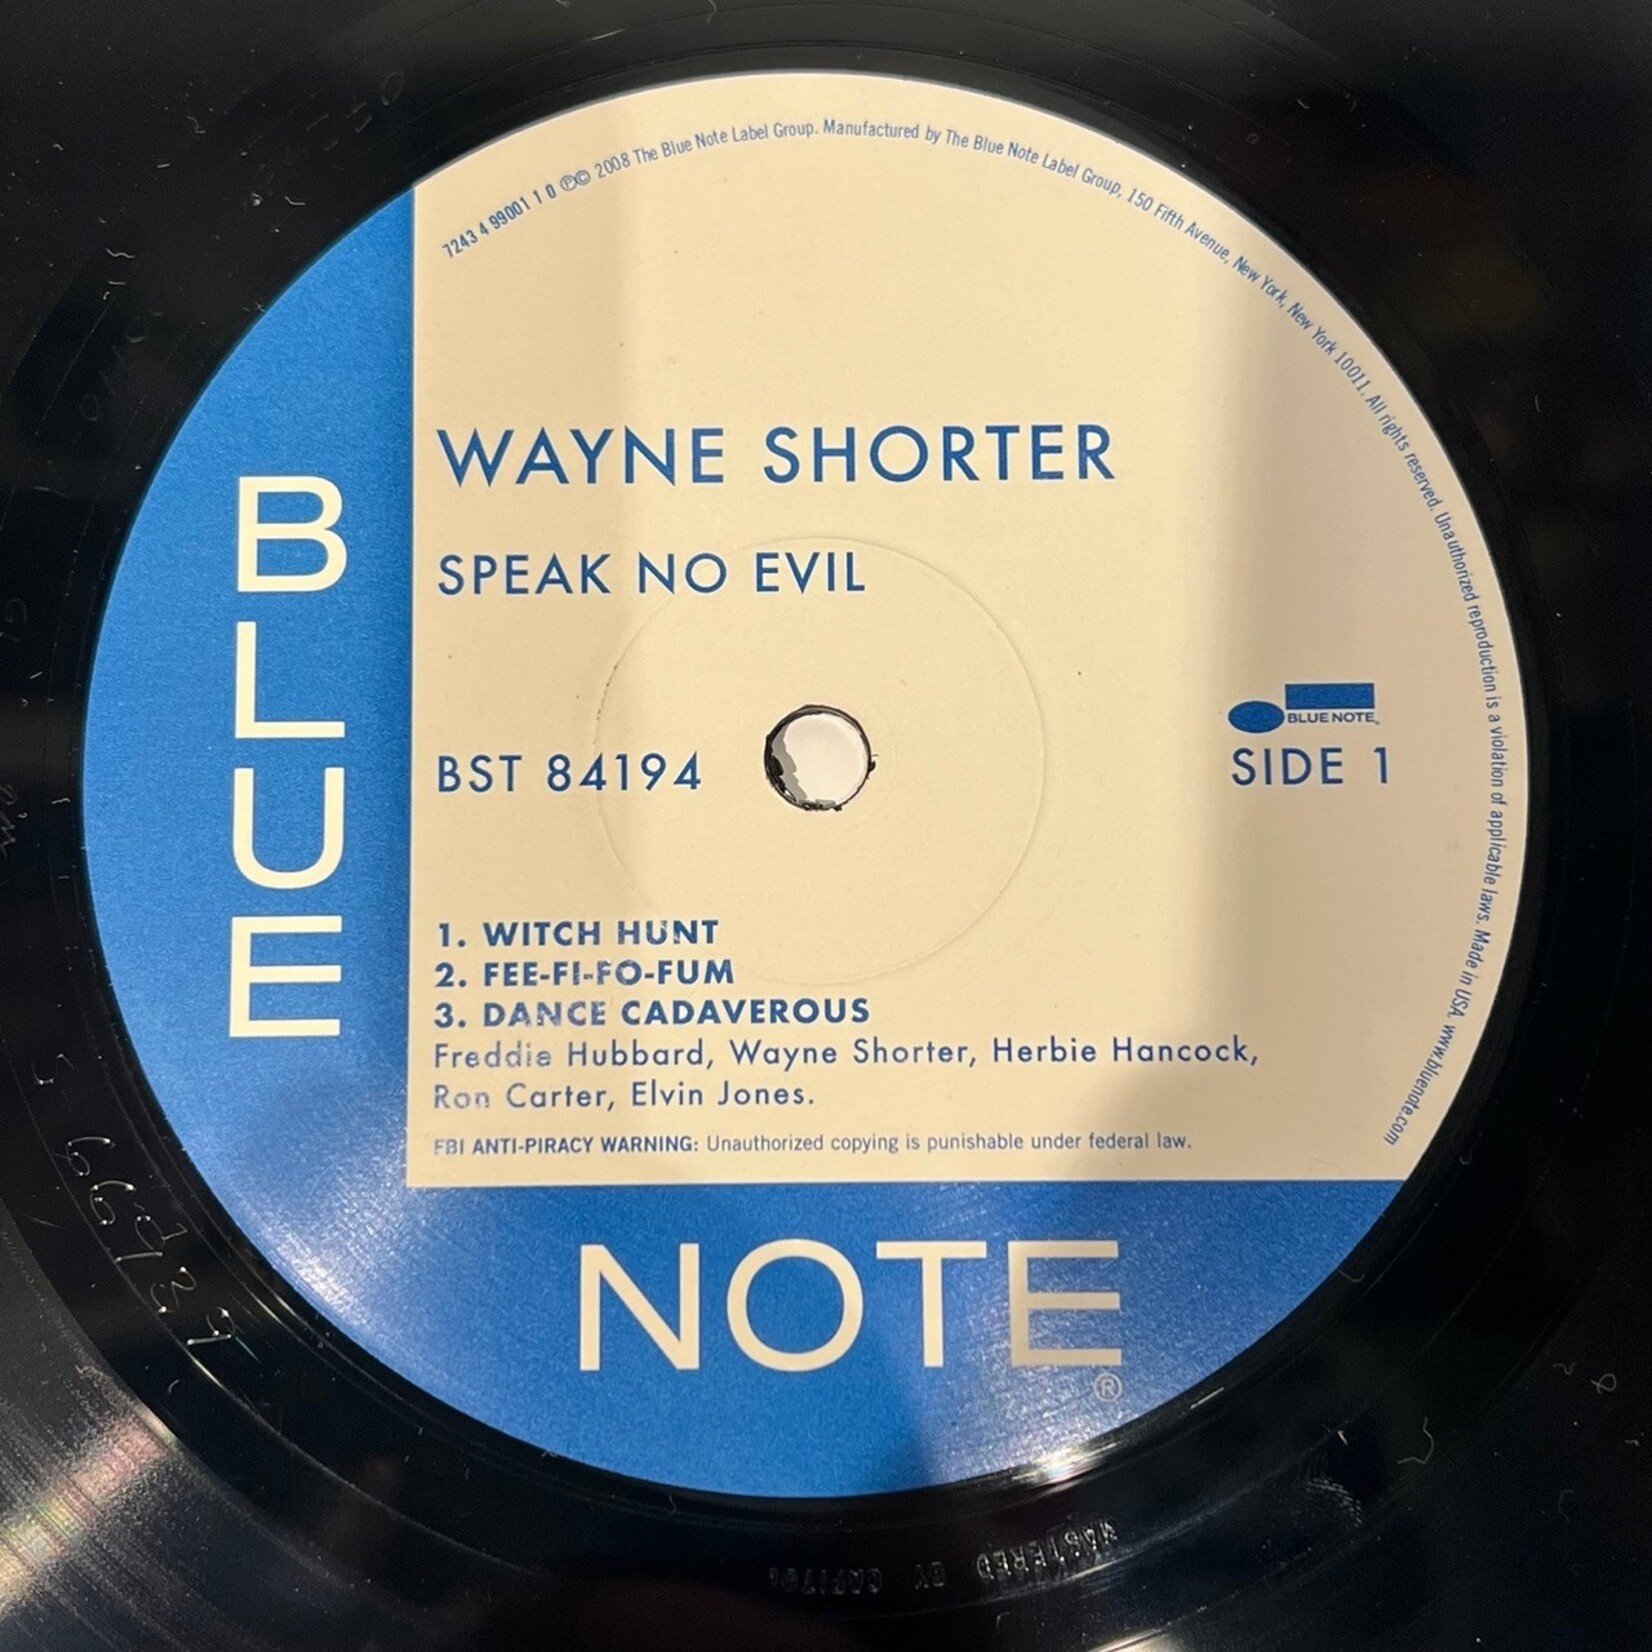 7243 4 99001 1 0 ℗© 2008 The Blue Note Label Group. Manufactured by The Blue Note Label Group, 150 Fifth Avenue, New York, New York 10011. All rights reserved. Unauthorized reproduction is a violation of applicable laws. Made in USA. www.bluenote.com
WAYNE SHORTER
SPEAK NO EVIL
BST 84194
BLUE NOTE®
SIDE 1
1. WITCH HUNT
2. FEE-FI-FO-FUM
3. DANCE CADAVEROUS
Freddie Hubbard, Wayne Shorter, Herbie Hancock,
Ron Carter, Elvin Jones.
FBI ANTI-PIRACY WARNING: Unauthorized copying is punishable under federal law.
BLUE
NOTE®
MASTERED BY CAPITOL